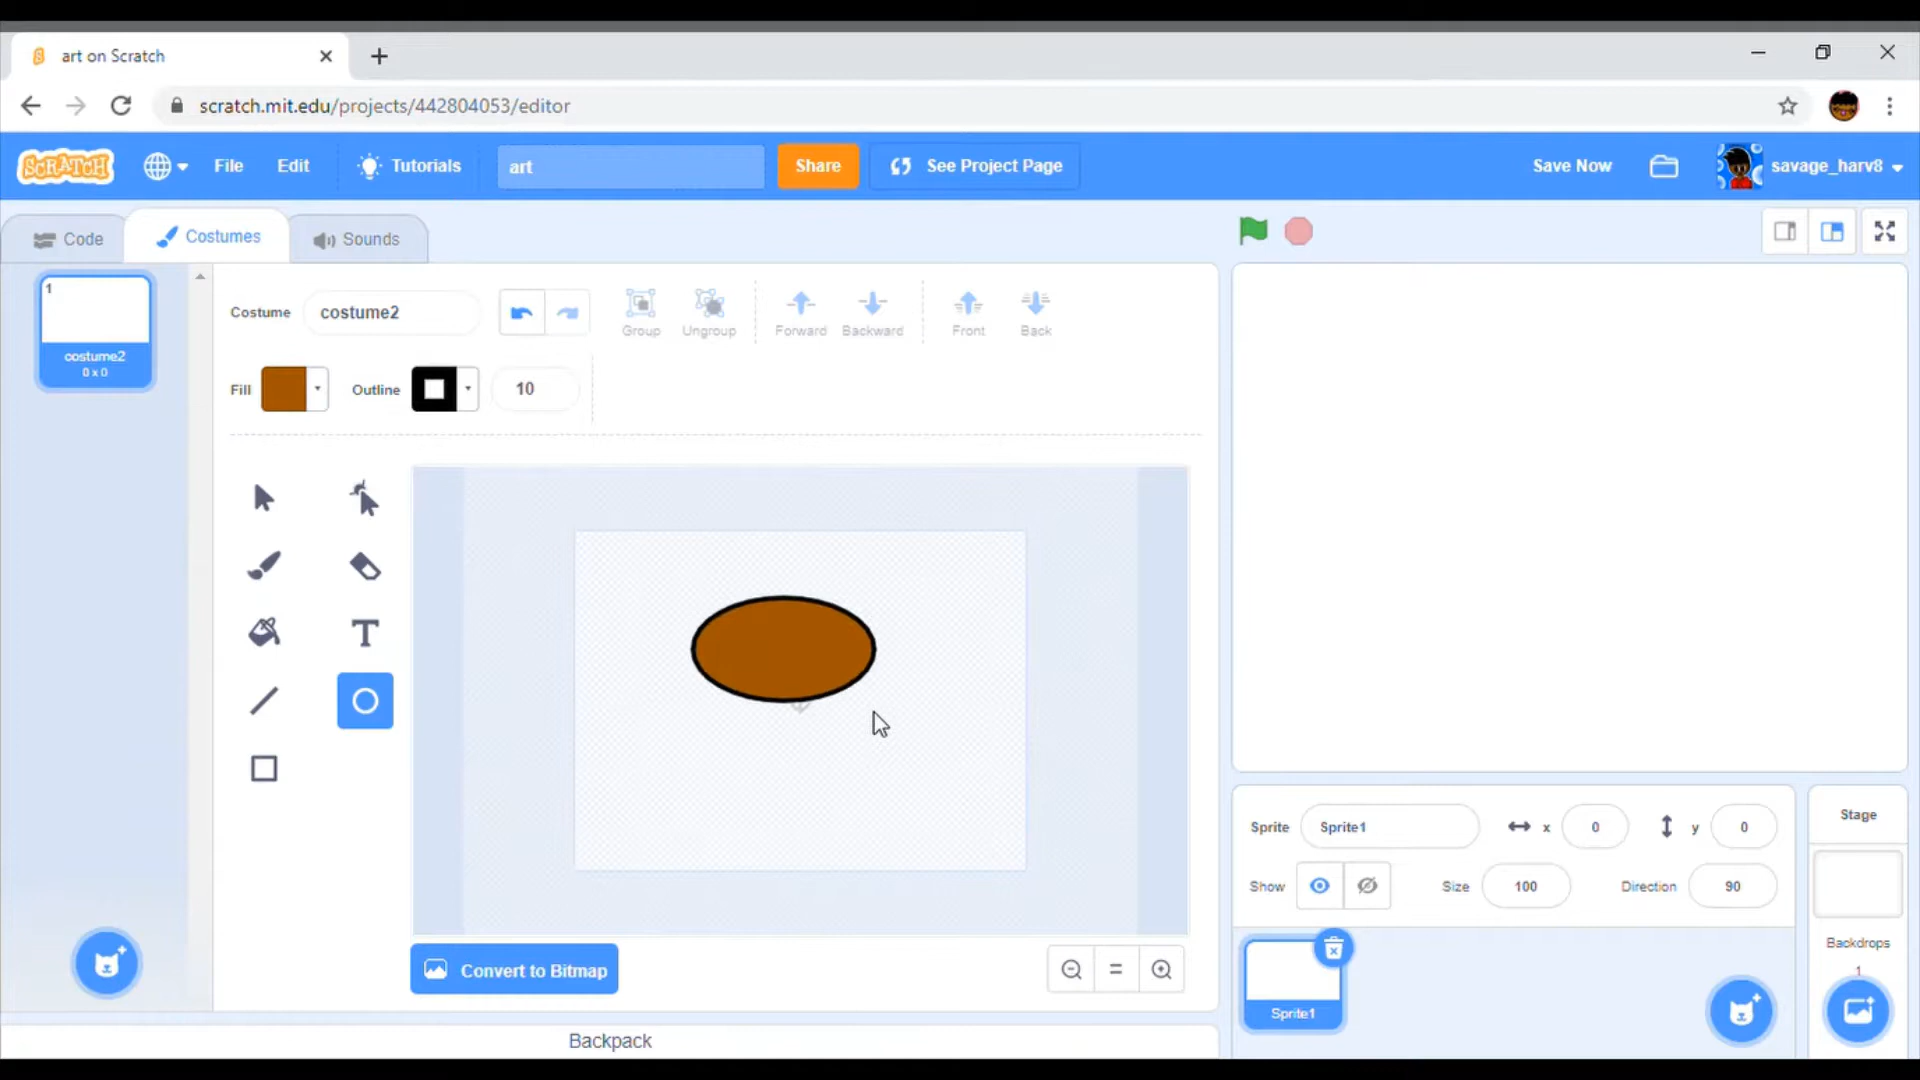 art on Scratch
scratch.mit.edu/projects/442804053/editor
SCRATCH
File
Edit
Tutorials
art
Share
See Project Page
Save Now
savage_harv8
Code
Costumes
Sounds
1
costume2
0 x 0
Costume
costume2
Group
Ungroup
Forward
Backward
Front
Back
Fill
Outline
10
T
Convert to Bitmap
Backpack
Sprite
Sprite1
x
0
y
0
Show
Size
100
Direction
90
Sprite1
Stage
Backdrops
1